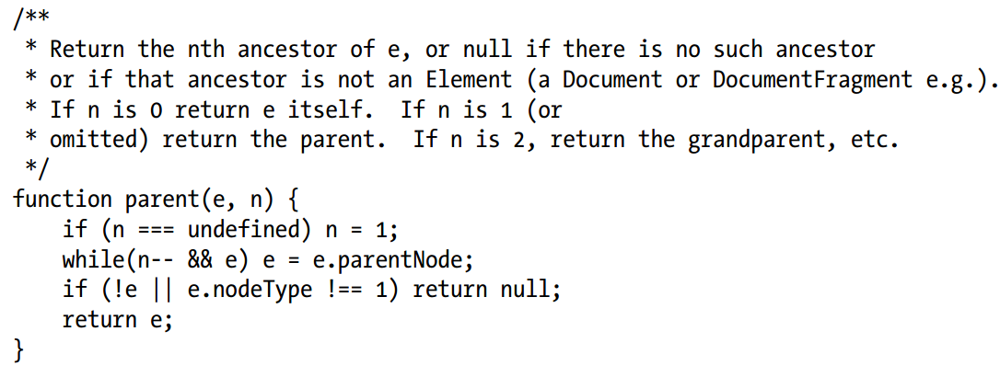 /**
 * Return the nth ancestor of e, or null if there is no such ancestor
 * or if that ancestor is not an Element (a Document or DocumentFragment e.g.).
 * If n is 0 return e itself.  If n is 1 (or
 * omitted) return the parent.  If n is 2, return the grandparent, etc.
 */
function parent(e, n) {
    if (n === undefined) n = 1;
    while(n-- && e) e = e.parentNode;
    if (!e || e.nodeType !== 1) return null;
    return e;
}